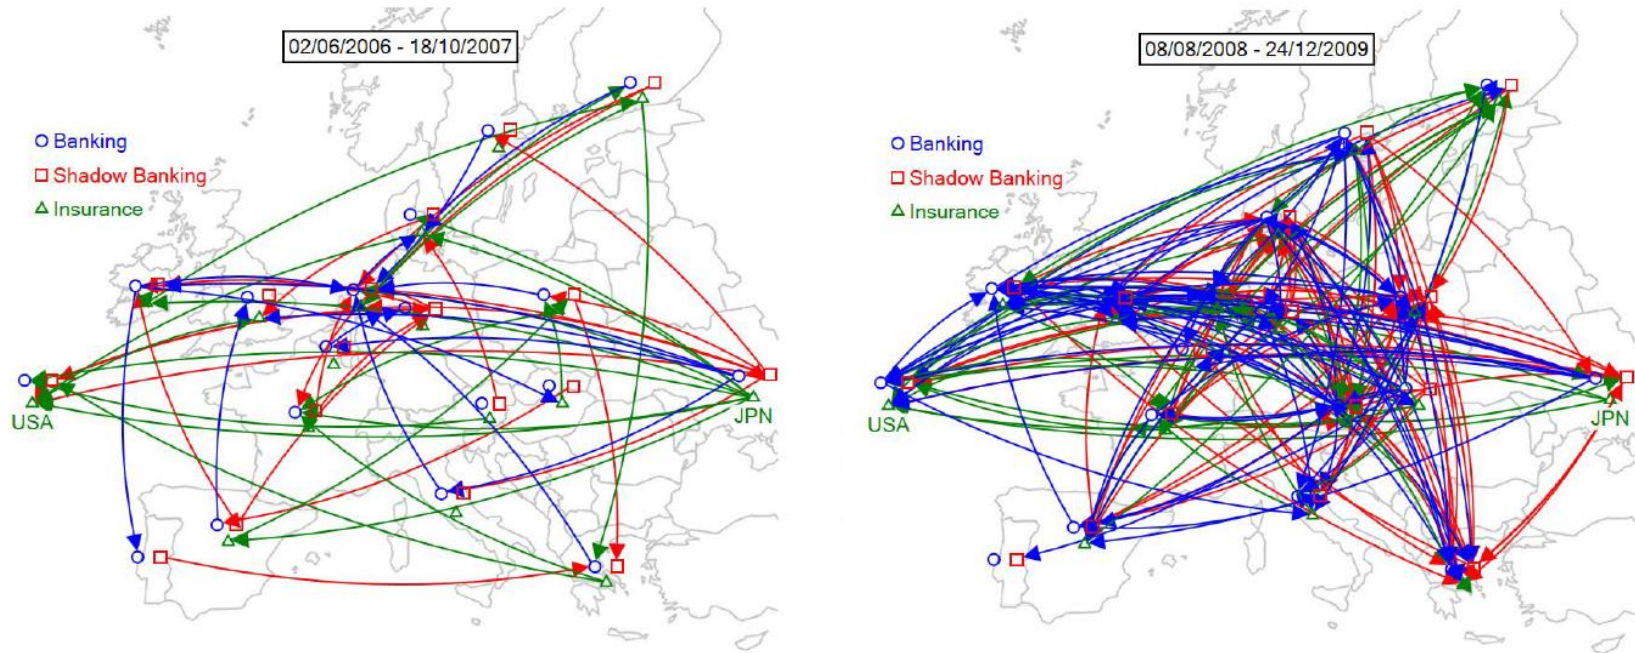 02/06/2006 - 18/10/2007
Banking
Shadow Banking
Insurance
USA
JPN
08/08/2008 - 24/12/2009
Banking
Shadow Banking
Insurance
USA
JPN